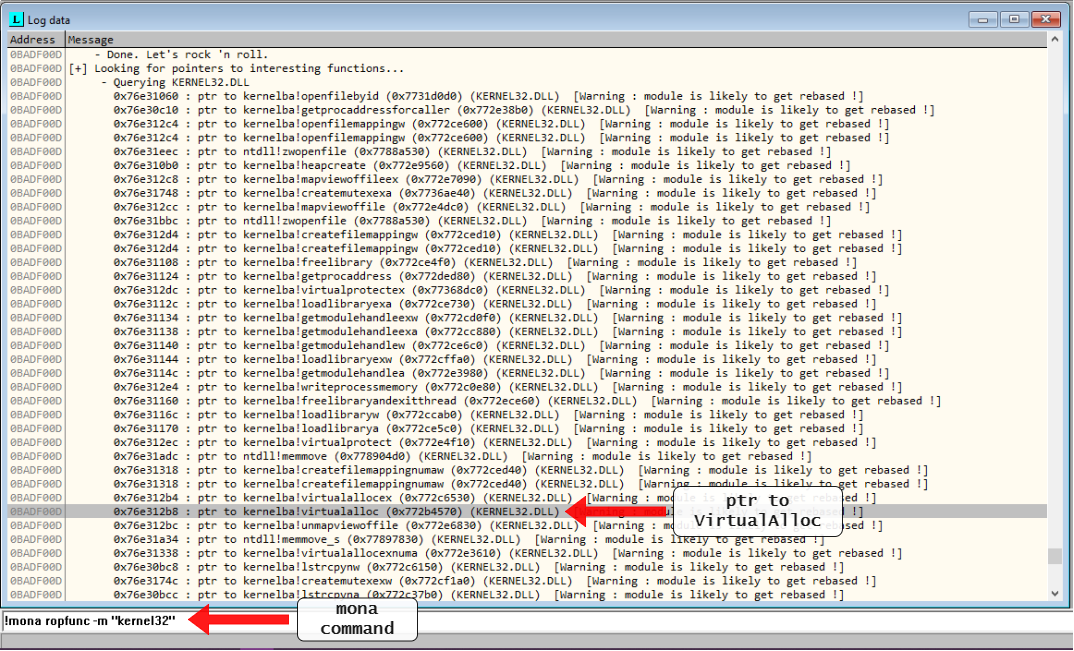 L Log data
Address Message
0BADF00D - Done. Let's rock 'n roll.
0BADF00D [+] Looking for pointers to interesting functions...
0BADF00D - Querying KERNEL32.DLL
0BADF00D 0x76e31060 : ptr to kernelba!openfilebyid (0x7731d0d0) (KERNEL32.DLL) [Warning : module is likely to get rebased !]
0BADF00D 0x76e30c10 : ptr to kernelba!getprocaddressforcaller (0x772e38b0) (KERNEL32.DLL) [Warning : module is likely to get rebased !]
0BADF00D 0x76e312c4 : ptr to kernelba!openfilemappingw (0x772ce600) (KERNEL32.DLL) [Warning : module is likely to get rebased !]
0BADF00D 0x76e312c4 : ptr to kernelba!openfilemappingw (0x772ce600) (KERNEL32.DLL) [Warning : module is likely to get rebased !]
0BADF00D 0x76e31eec : ptr to ntdll!zwopenfile (0x7788a530) (KERNEL32.DLL) [Warning : module is likely to get rebased !]
0BADF00D 0x76e310b0 : ptr to kernelba!heapcreate (0x772e9560) (KERNEL32.DLL) [Warning : module is likely to get rebased !]
0BADF00D 0x76e312c8 : ptr to kernelba!mapviewoffileex (0x772e7090) (KERNEL32.DLL) [Warning : module is likely to get rebased !]
0BADF00D 0x76e31748 : ptr to kernelba!createmutexexa (0x7736ae40) (KERNEL32.DLL) [Warning : module is likely to get rebased !]
0BADF00D 0x76e312cc : ptr to kernelba!mapviewoffile (0x772e4dc0) (KERNEL32.DLL) [Warning : module is likely to get rebased !]
0BADF00D 0x76e31bbc : ptr to ntdll!zwopenfile (0x7788a530) (KERNEL32.DLL) [Warning : module is likely to get rebased !]
0BADF00D 0x76e312d4 : ptr to kernelba!createfilemappingw (0x772ced10) (KERNEL32.DLL) [Warning : module is likely to get rebased !]
0BADF00D 0x76e312d4 : ptr to kernelba!createfilemappingw (0x772ced10) (KERNEL32.DLL) [Warning : module is likely to get rebased !]
0BADF00D 0x76e31108 : ptr to kernelba!freelibrary (0x772ce4f0) (KERNEL32.DLL) [Warning : module is likely to get rebased !]
0BADF00D 0x76e31124 : ptr to kernelba!getprocaddress (0x772ded80) (KERNEL32.DLL) [Warning : module is likely to get rebased !]
0BADF00D 0x76e312dc : ptr to kernelba!virtualprotectex (0x77368dc0) (KERNEL32.DLL) [Warning : module is likely to get rebased !]
0BADF00D 0x76e3112c : ptr to kernelba!loadlibraryexa (0x772ce730) (KERNEL32.DLL) [Warning : module is likely to get rebased !]
0BADF00D 0x76e31134 : ptr to kernelba!getmodulehandleexw (0x772cd0f0) (KERNEL32.DLL) [Warning : module is likely to get rebased !]
0BADF00D 0x76e31138 : ptr to kernelba!getmodulehandleexa (0x772cc880) (KERNEL32.DLL) [Warning : module is likely to get rebased !]
0BADF00D 0x76e31140 : ptr to kernelba!getmodulehandlew (0x772ce6c0) (KERNEL32.DLL) [Warning : module is likely to get rebased !]
0BADF00D 0x76e31144 : ptr to kernelba!loadlibraryexw (0x772cffa0) (KERNEL32.DLL) [Warning : module is likely to get rebased !]
0BADF00D 0x76e3114c : ptr to kernelba!getmodulehandlea (0x772e3980) (KERNEL32.DLL) [Warning : module is likely to get rebased !]
0BADF00D 0x76e312e4 : ptr to kernelba!writeprocessmemory (0x772c0e80) (KERNEL32.DLL) [Warning : module is likely to get rebased !]
0BADF00D 0x76e31160 : ptr to kernelba!freelibraryandexitthread (0x772ece60) (KERNEL32.DLL) [Warning : module is likely to get rebased !]
0BADF00D 0x76e3116c : ptr to kernelba!loadlibraryw (0x772ccab0) (KERNEL32.DLL) [Warning : module is likely to get rebased !]
0BADF00D 0x76e31170 : ptr to kernelba!loadlibrarya (0x772ce5c0) (KERNEL32.DLL) [Warning : module is likely to get rebased !]
0BADF00D 0x76e312ec : ptr to kernelba!virtualprotect (0x772e4f10) (KERNEL32.DLL) [Warning : module is likely to get rebased !]
0BADF00D 0x76e31adc : ptr to ntdll!memmove (0x778904d0) (KERNEL32.DLL) [Warning : module is likely to get rebased !]
0BADF00D 0x76e31318 : ptr to kernelba!createfilemappingnumaw (0x772ced40) (KERNEL32.DLL) [Warning : module is likely to get rebased !]
0BADF00D 0x76e31318 : ptr to kernelba!createfilemappingnumaw (0x772ced40) (KERNEL32.DLL) [Warning : module is likely to get rebased !]
0BADF00D 0x76e312b4 : ptr to kernelba!virtualallocex (0x772c6530) (KERNEL32.DLL) [Warning : !]
0BADF00D 0x76e312b8 : ptr to kernelba!virtualalloc (0x772b4570) (KERNEL32.DLL) !]
ptr to
VirtualAlloc
0BADF00D 0x76e312bc : ptr to kernelba!unmapviewoffile (0x772e6830) (KERNEL32.DLL) [Warning : !]
0BADF00D 0x76e31a34 : ptr to ntdll!memmove_s (0x77897830) (KERNEL32.DLL) [Warning : module is likely to get rebased !]
0BADF00D 0x76e31338 : ptr to kernelba!virtualallocexnuma (0x772e3610) (KERNEL32.DLL) [Warning : module is likely to get rebased !]
0BADF00D 0x76e30bc8 : ptr to kernelba!lstrcpynw (0x772c6150) (KERNEL32.DLL) [Warning : module is likely to get rebased !]
0BADF00D 0x76e3174c : ptr to kernelba!createmutexexw (0x772cf1a0) (KERNEL32.DLL) [Warning : module is likely to get rebased !]
0BADF00D 0x76e30bcc : ptr to kernelba!lstrcpyna (0x772c37b0) (KERNEL32.DLL) [Warning : module is likely to get rebased !]
!mona ropfunc -m "kernel32"
mona
command